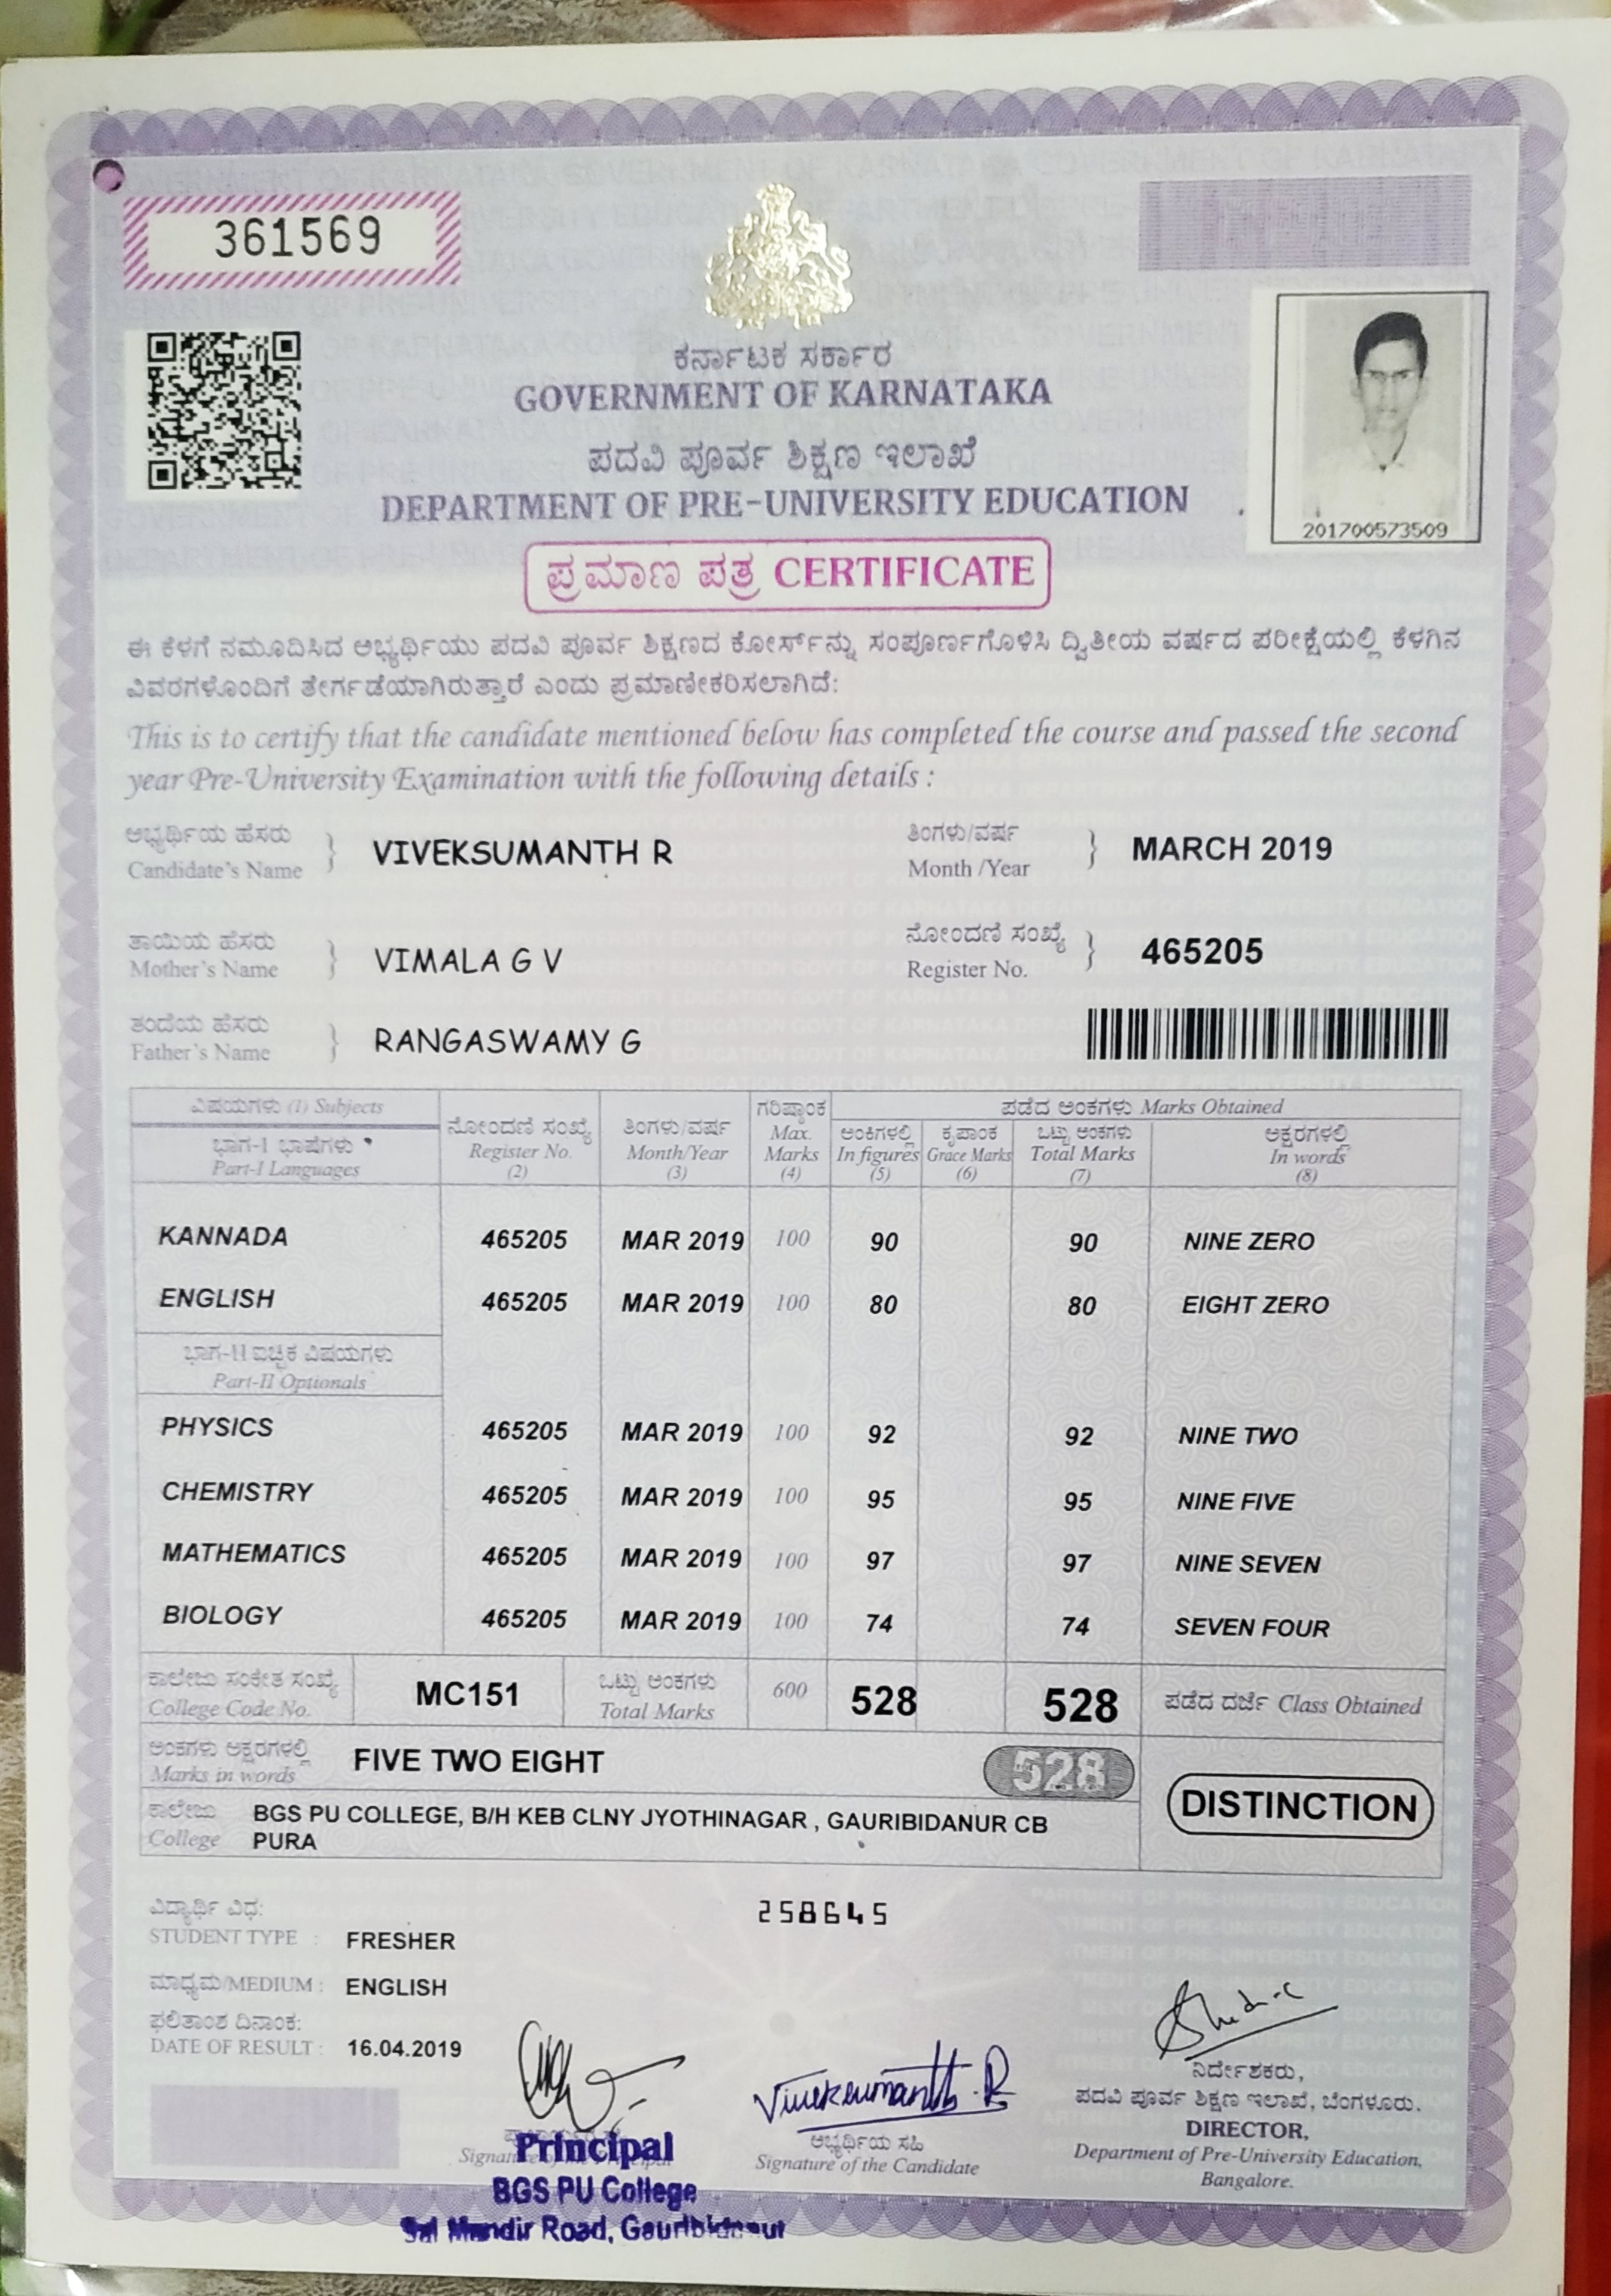 361569
ಕರ್ನಾಟಕ ಸರ್ಕಾರ
GOVERNMENT OF KARNATAKA
ಪದವಿ ಪೂರ್ವ ಶಿಕ್ಷಣ ಇಲಾಖೆ
DEPARTMENT OF PRE-UNIVERSITY EDUCATION
201700573509
ಪ್ರಮಾಣ ಪತ್ರ CERTIFICATE
ಈ ಕೆಳಗೆ ನಮೂದಿಸಿದ ಅಭ್ಯರ್ಥಿಯು ಪದವಿ ಪೂರ್ವ ಶಿಕ್ಷಣದ ಕೋರ್ಸ್‌ನ್ನು ಸಂಪೂರ್ಣಗೊಳಿಸಿ ದ್ವಿತೀಯ ವರ್ಷದ ಪರೀಕ್ಷೆಯಲ್ಲಿ ಕೆಳಗಿನ
ವಿವರಗಳೊಂದಿಗೆ ತೇರ್ಗಡೆಯಾಗಿರುತ್ತಾರೆ ಎಂದು ಪ್ರಮಾಣೀಕರಿಸಲಾಗಿದೆ:
This is to certify that the candidate mentioned below has completed the course and passed the second
year Pre-University Examination with the following details :
ಅಭ್ಯರ್ಥಿಯ ಹೆಸರು
Candidate's Name } VIVEKSUMANTH R
ತಿಂಗಳು/ವರ್ಷ
Month /Year } MARCH 2019
ತಾಯಿಯ ಹೆಸರು
Mother's Name } VIMALA G V
ನೋಂದಣಿ ಸಂಖ್ಯೆ
Register No. } 465205
ತಂದೆಯ ಹೆಸರು
Father's Name } RANGASWAMY G
ವಿಷಯಗಳು (1) Subjects
ಭಾಗ-I ಭಾಷೆಗಳು
Part-I Languages
ನೋಂದಣಿ ಸಂಖ್ಯೆ
Register No.
(2)
ತಿಂಗಳು/ವರ್ಷ
Month/Year
(3)
ಗರಿಷ್ಠಾಂಕ
Max.
Marks
(4)
ಪಡೆದ ಅಂಕಗಳು Marks Obtained
ಅಂಕಿಗಳಲ್ಲಿ
In figures
(5)
ಕೃಪಾಂಕ
Grace Marks
(6)
ಒಟ್ಟು ಅಂಕಗಳು
Total Marks
(7)
ಅಕ್ಷರಗಳಲ್ಲಿ
In words
(8)
KANNADA 465205 MAR 2019 100 90 90 NINE ZERO
ENGLISH 465205 MAR 2019 100 80 80 EIGHT ZERO
ಭಾಗ-II ಐಚ್ಛಿಕ ವಿಷಯಗಳು
Part-II Optionals
PHYSICS 465205 MAR 2019 100 92 92 NINE TWO
CHEMISTRY 465205 MAR 2019 100 95 95 NINE FIVE
MATHEMATICS 465205 MAR 2019 100 97 97 NINE SEVEN
BIOLOGY 465205 MAR 2019 100 74 74 SEVEN FOUR
ಕಾಲೇಜು ಸಂಕೇತ ಸಂಖ್ಯೆ
College Code No. MC151
ಒಟ್ಟು ಅಂಕಗಳು
Total Marks 600 528 528
ಪಡೆದ ದರ್ಜೆ Class Obtained
ಅಂಕಗಳು ಅಕ್ಷರಗಳಲ್ಲಿ
Marks in words FIVE TWO EIGHT 528
DISTINCTION
ಕಾಲೇಜು
College
BGS PU COLLEGE, B/H KEB CLNY JYOTHINAGAR , GAURIBIDANUR CB
PURA
ವಿದ್ಯಾರ್ಥಿ ವಿಧ:
STUDENT TYPE : FRESHER
258645
ಮಾಧ್ಯಮ/MEDIUM : ENGLISH
ಫಲಿತಾಂಶ ದಿನಾಂಕ:
DATE OF RESULT : 16.04.2019
Viveksumanth.R
ಅಭ್ಯರ್ಥಿಯ ಸಹಿ
Signature of the Candidate
Principal
BGS PU College
Sai Mandir Road, Gauribidanur
ನಿರ್ದೇಶಕರು,
ಪದವಿ ಪೂರ್ವ ಶಿಕ್ಷಣ ಇಲಾಖೆ, ಬೆಂಗಳೂರು.
DIRECTOR,
Department of Pre-University Education,
Bangalore.